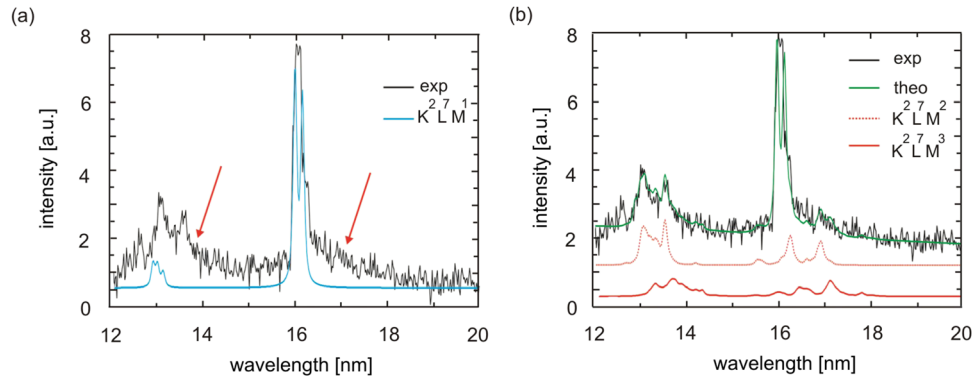 (a)
8
6
4
2
0
intensity [a.u.]
exp
K²L⁷M¹
12 14 16 18 20
wavelength [nm]
(b)
8
6
4
2
0
intensity [a.u.]
exp
theo
K²L⁷M²
K²L⁷M³
12 14 16 18 20
wavelength [nm]